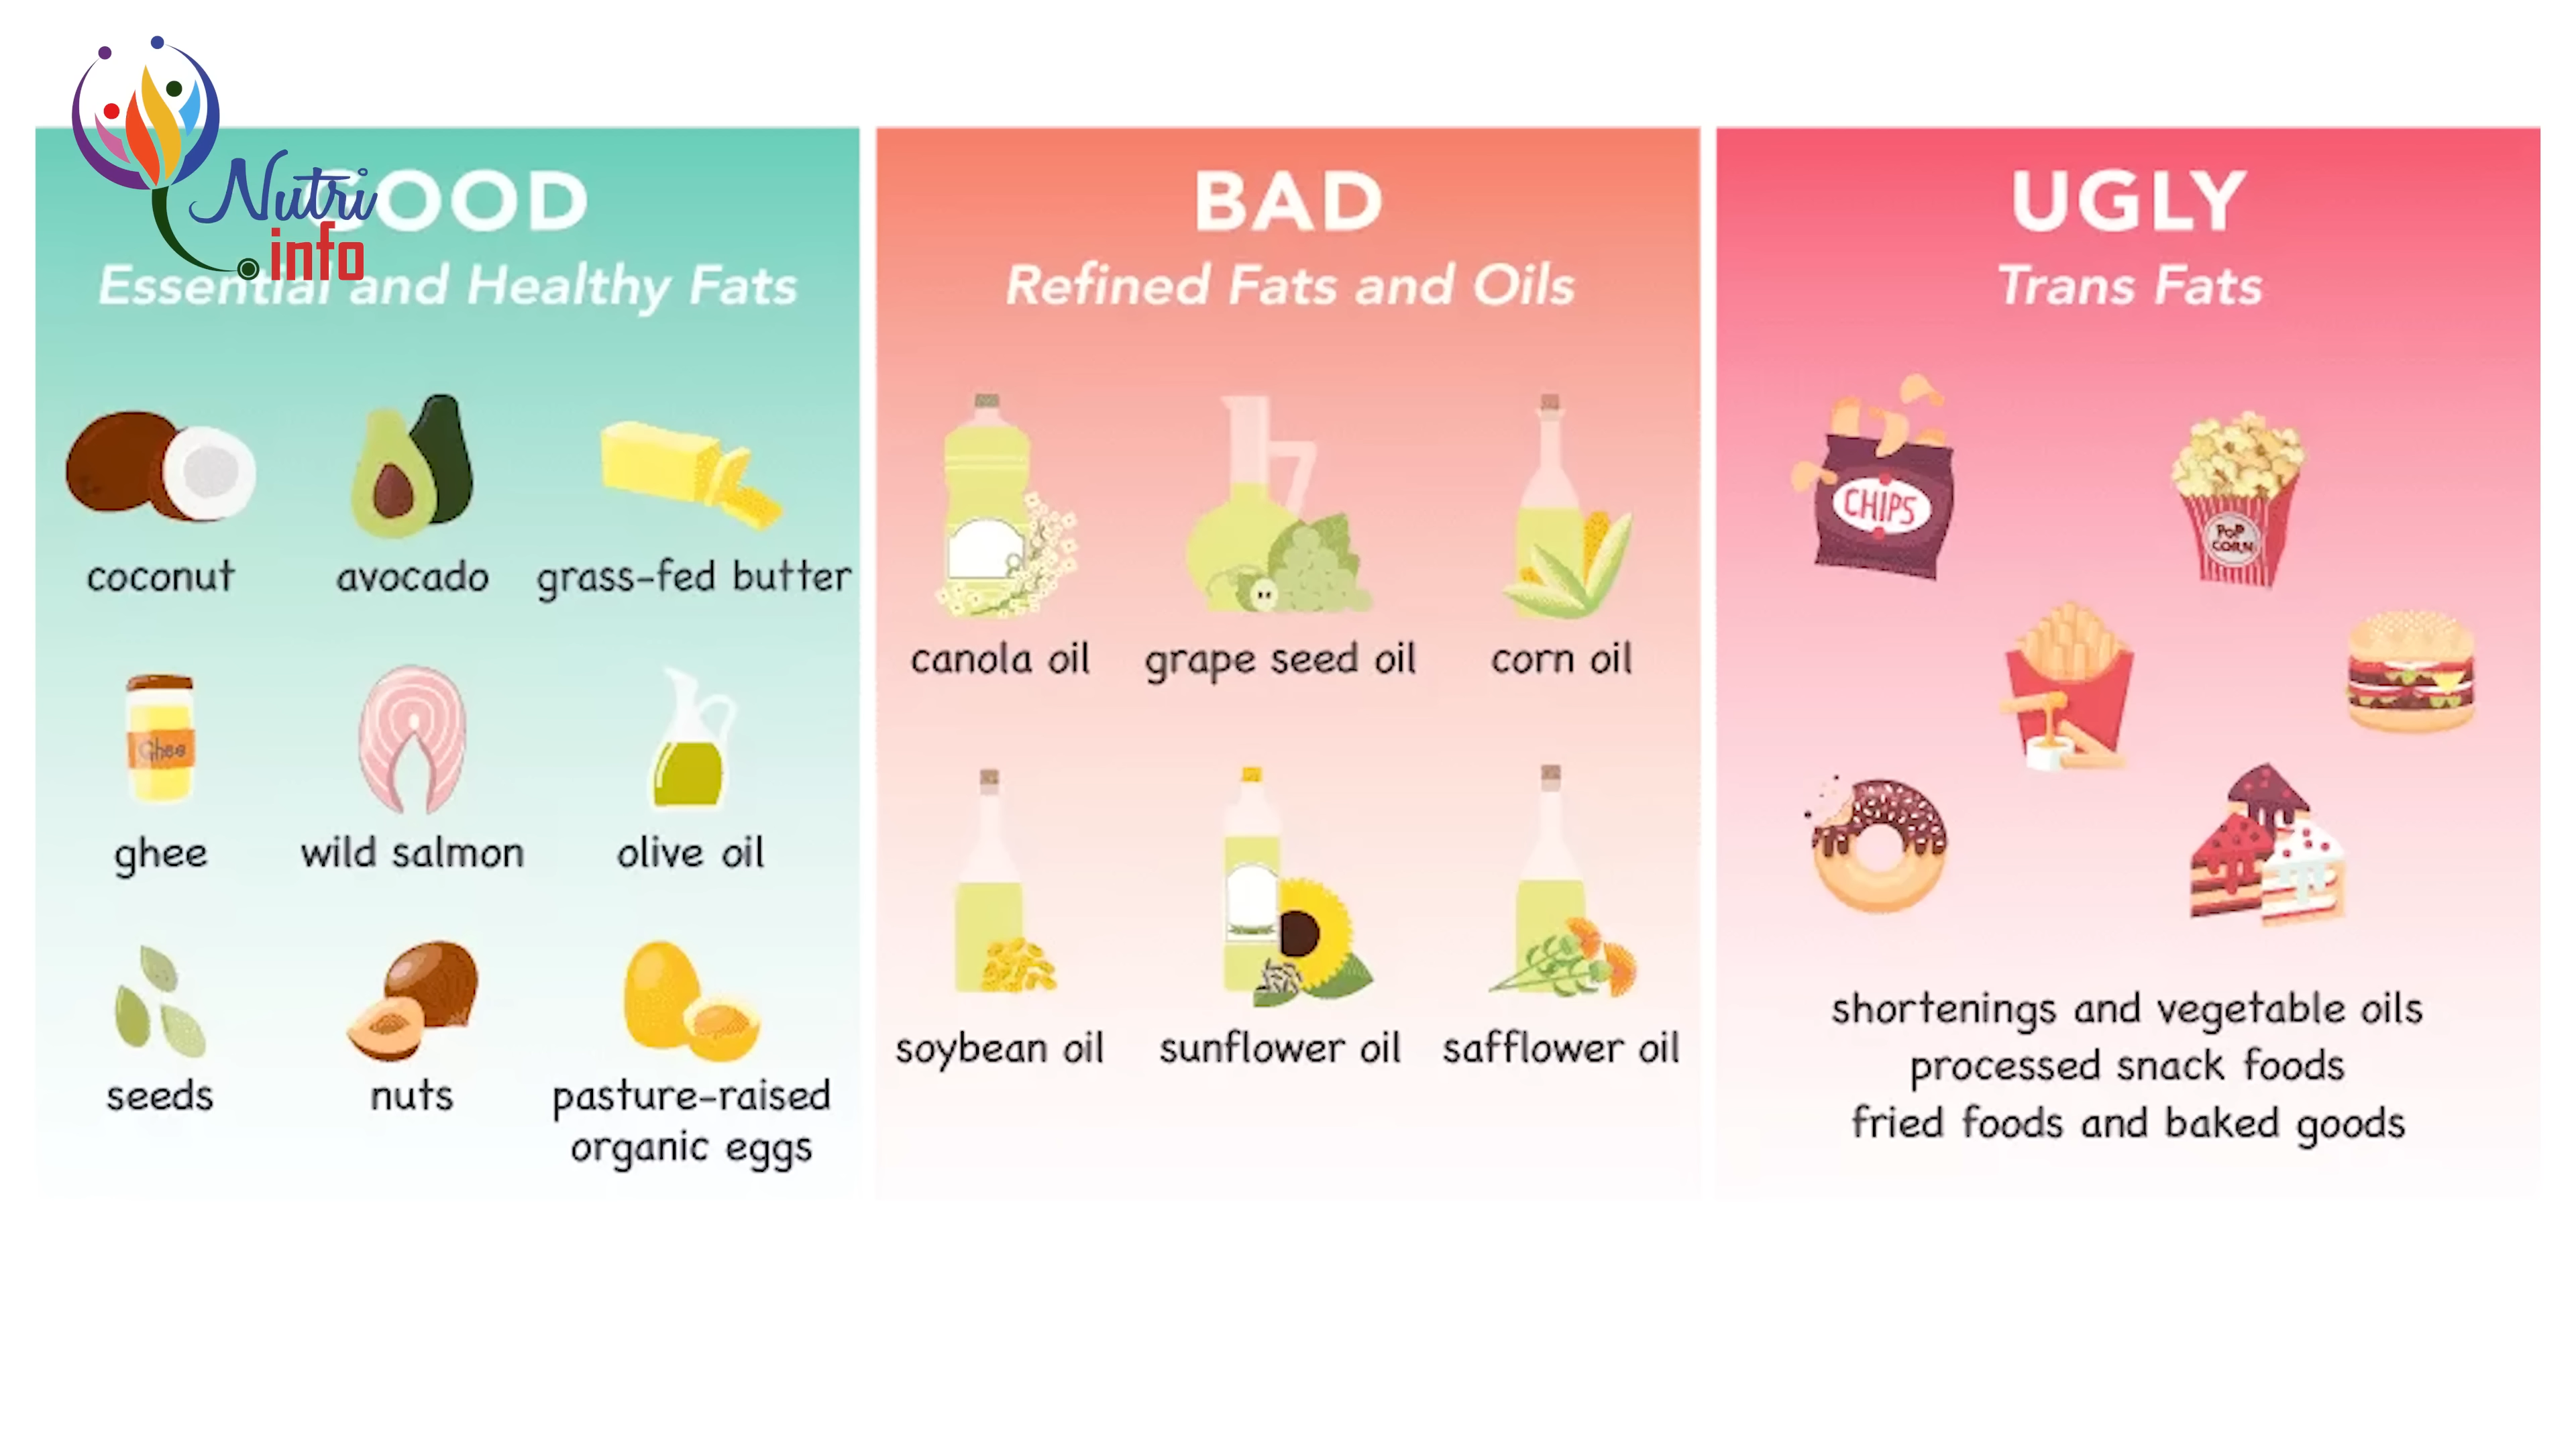 Nutri
.info
GOOD
Essential and Healthy Fats
coconut
avocado
grass-fed butter
Ghee
ghee
wild salmon
olive oil
seeds
nuts
pasture-raised
organic eggs
BAD
Refined Fats and Oils
canola oil
grape seed oil
corn oil
soybean oil
sunflower oil
safflower oil
UGLY
Trans Fats
CHIPS
POP
CORN
shortenings and vegetable oils
processed snack foods
fried foods and baked goods